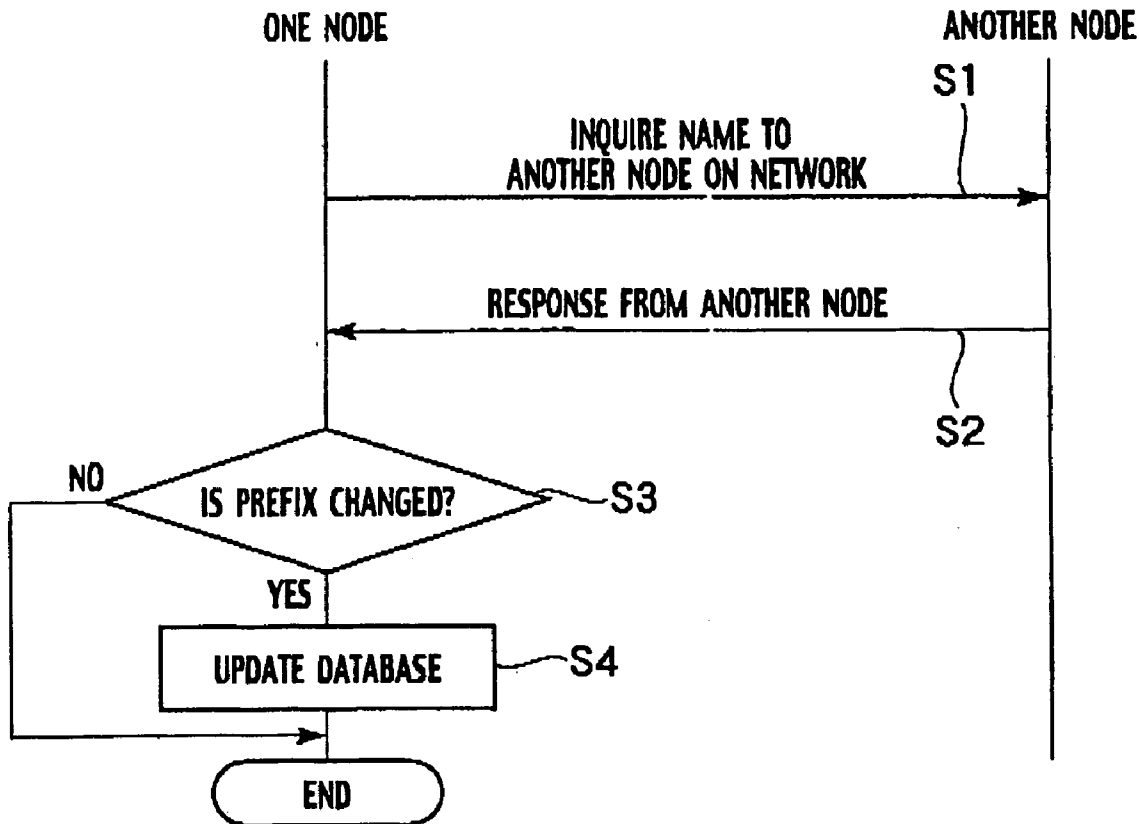 ONE NODE
ANOTHER NODE
S1
INQUIRE NAME TO
ANOTHER NODE ON NETWORK
RESPONSE FROM ANOTHER NODE
S2
NO
IS PREFIX CHANGED?
S3
YES
UPDATE DATABASE
S4
END